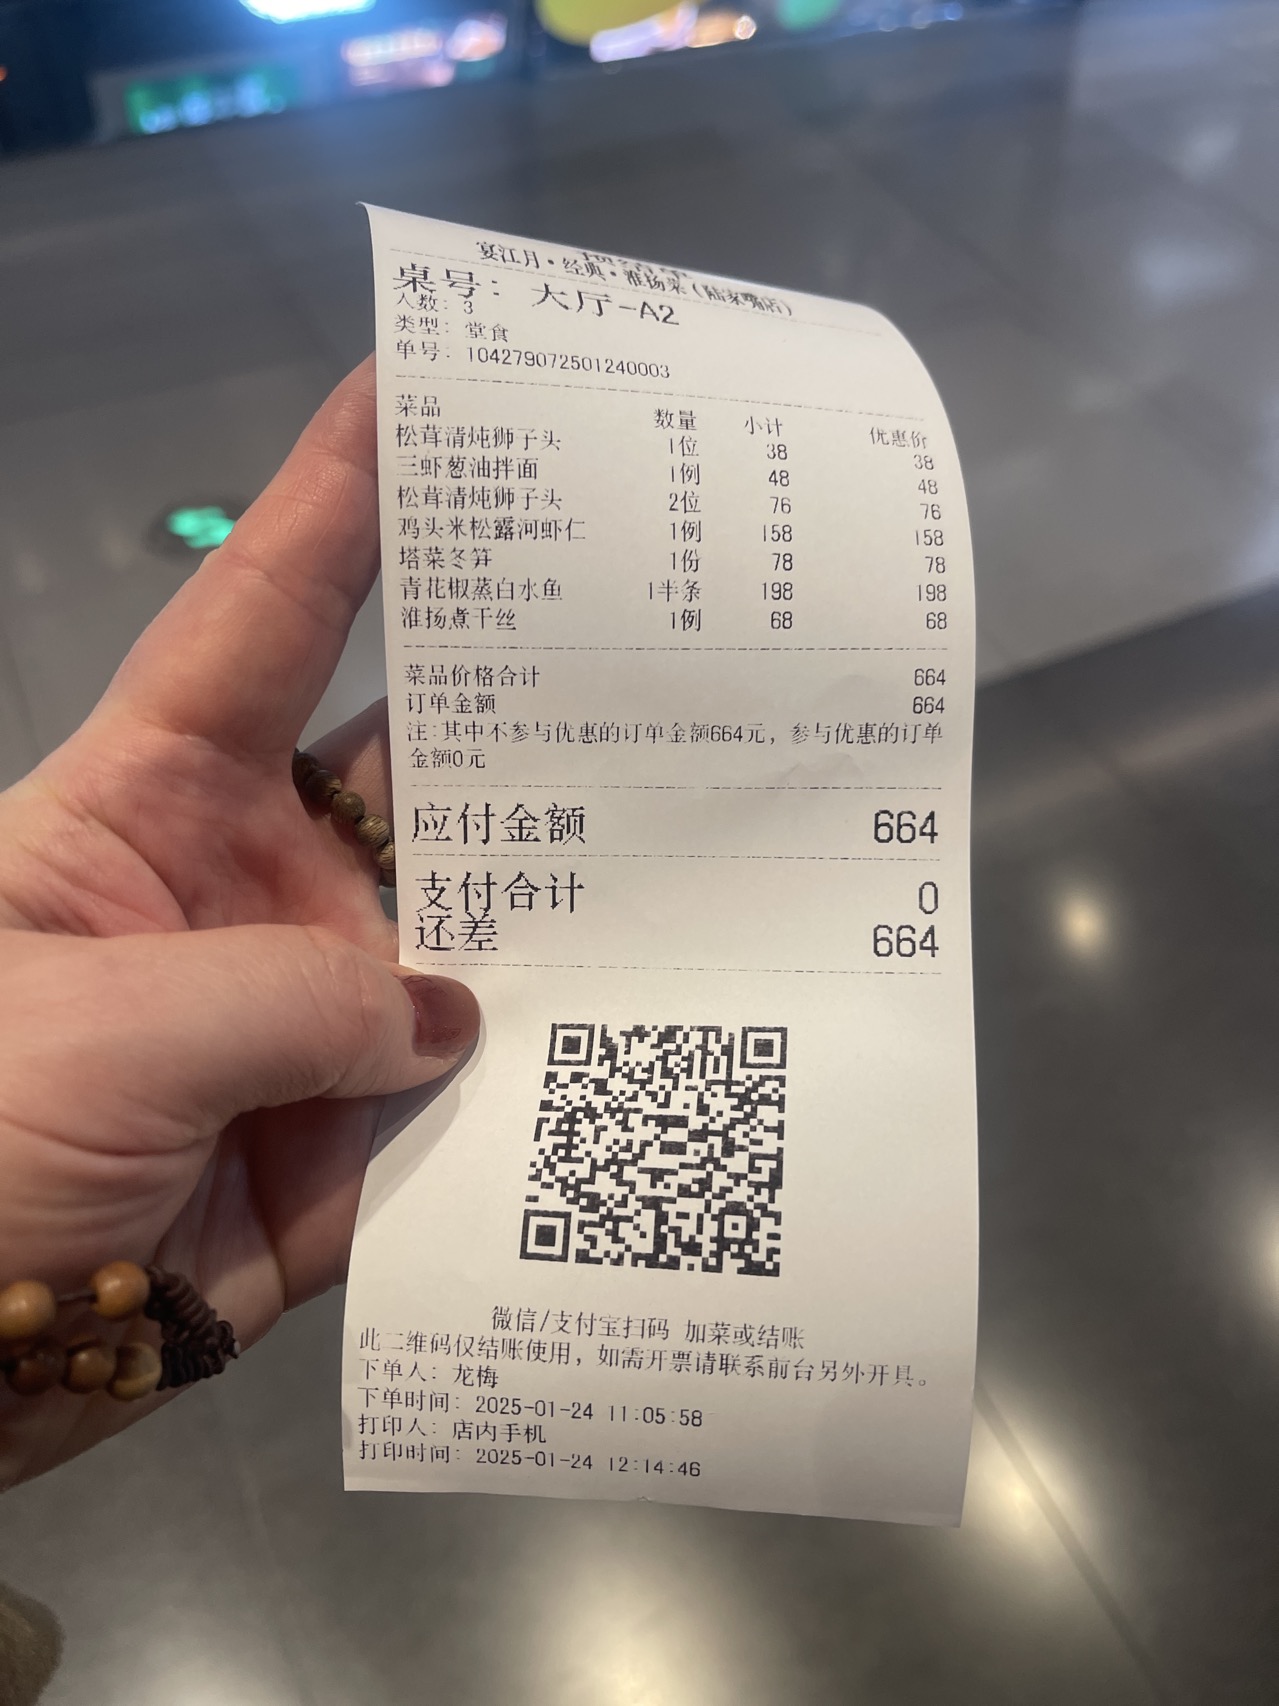 宴江月·经典·淮扬菜(陆家嘴店)
桌号: 大厅-A2
人数: 3
类型: 堂食
单号: 104279072501240003
菜品 数量 小计 优惠价
松茸清炖狮子头 1位 38 38
三虾葱油拌面 1例 48 48
松茸清炖狮子头 2位 76 76
鸡头米松露河虾仁 1例 158 158
塔菜冬笋 1份 78 78
青花椒蒸白水鱼 1半条 198 198
淮扬煮干丝 1例 68 68
菜品价格合计 664
订单金额 664
注:其中不参与优惠的订单金额664元, 参与优惠的订单
金额0元
应付金额 664
支付合计 0
还差 664
微信/支付宝扫码 加菜或结账
此二维码仅结账使用, 如需开票请联系前台另外开具。
下单人: 龙梅
下单时间: 2025-01-24 11:05:58
打印人: 店内手机
打印时间: 2025-01-24 12:14:46